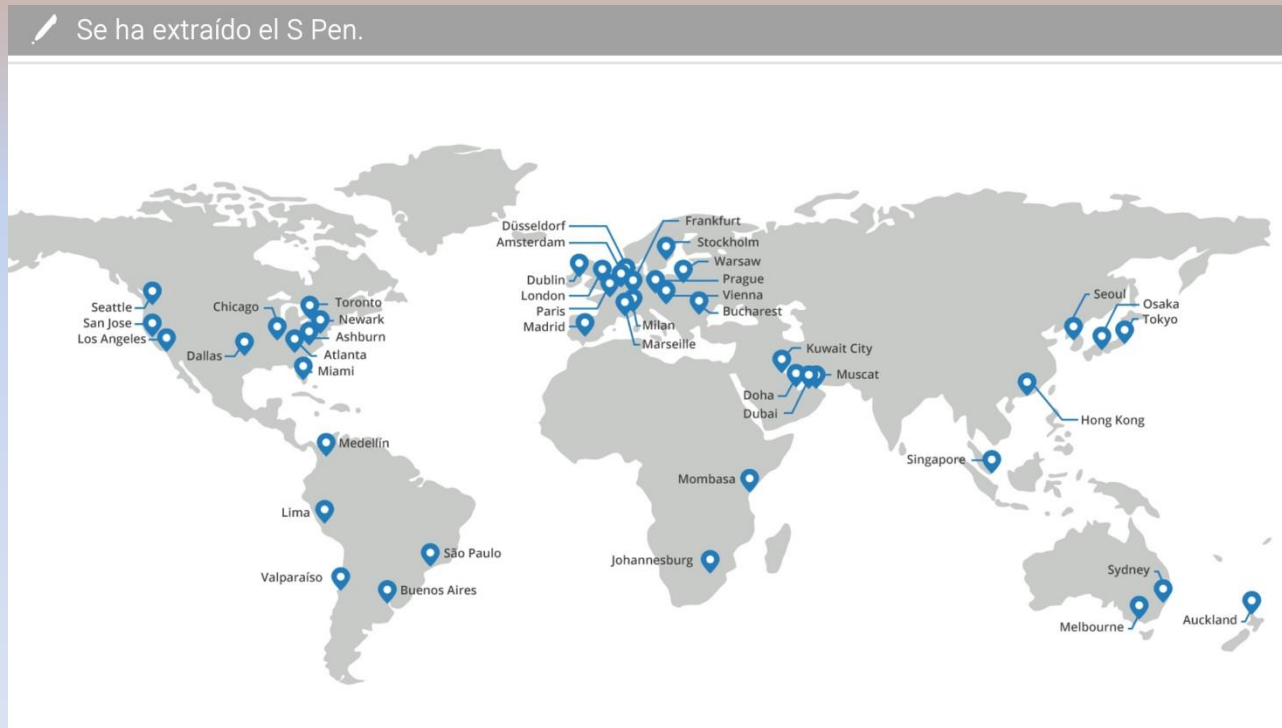 Se ha extraído el S Pen.
Düsseldorf
Frankfurt
Amsterdam
Stockholm
Warsaw
Dublin
Prague
London
Vienna
Paris
Bucharest
Madrid
Milan
Marseille
Seattle
San Jose
Los Angeles
Chicago
Toronto
Newark
Ashburn
Dallas
Atlanta
Miami
Kuwait City
Doha
Muscat
Dubai
Seoul
Osaka
Tokyo
Hong Kong
Singapore
Medellín
Lima
São Paulo
Valparaíso
Buenos Aires
Mombasa
Johannesburg
Sydney
Melbourne
Auckland